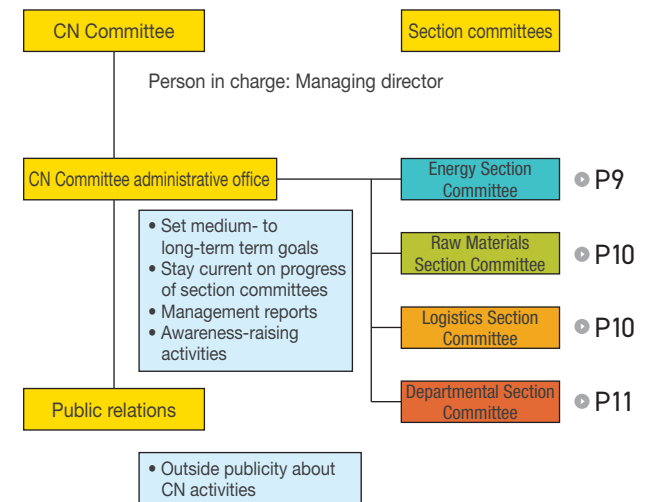 CN Committee
Section committees
Person in charge: Managing director
CN Committee administrative office
Energy Section
Committee
P9
• Set medium- to
long-term term goals
• Stay current on progress
of section committees
• Management reports
• Awareness-raising
activities
Raw Materials
Section Committee
P10
Logistics Section
Committee
P10
Departmental Section
Committee
P11
Public relations
• Outside publicity about
CN activities